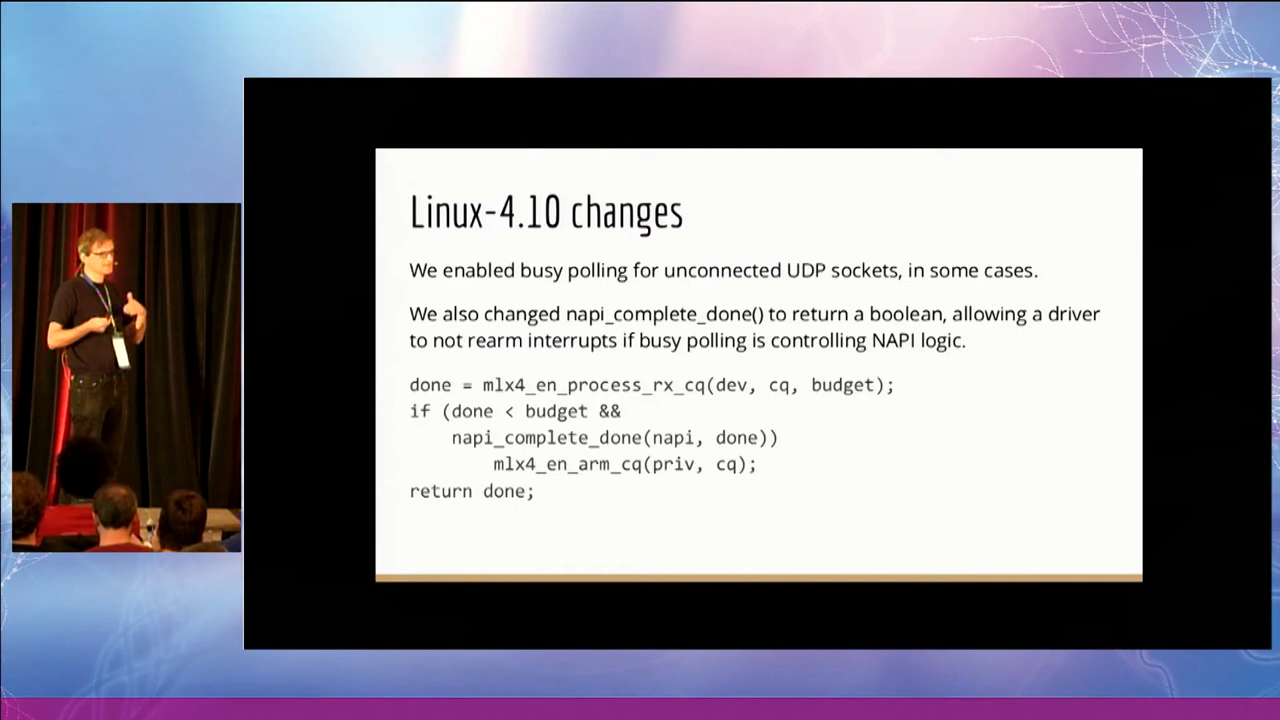 Linux-4.10 changes
We enabled busy polling for unconnected UDP sockets, in some cases.
We also changed napi_complete_done() to return a boolean, allowing a driver
to not rearm interrupts if busy polling is controlling NAPI logic.
done = mlx4_en_process_rx_cq(dev, cq, budget);
if (done < budget &&
napi_complete_done(napi, done))
mlx4_en_arm_cq(priv, cq);
return done;